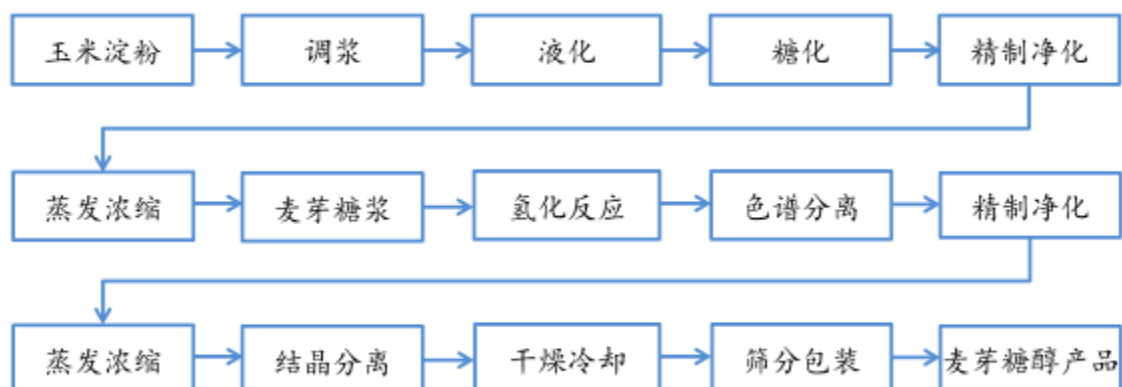 玉米淀粉
调浆
液化
糖化
精制净化
蒸发浓缩
麦芽糖浆
氢化反应
色谱分离
精制净化
蒸发浓缩
结晶分离
干燥冷却
筛分包装
麦芽糖醇产品